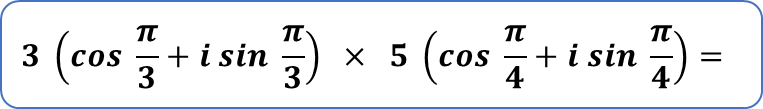 3 (cos π/3 + i sin π/3) × 5 (cos π/4 + i sin π/4) =